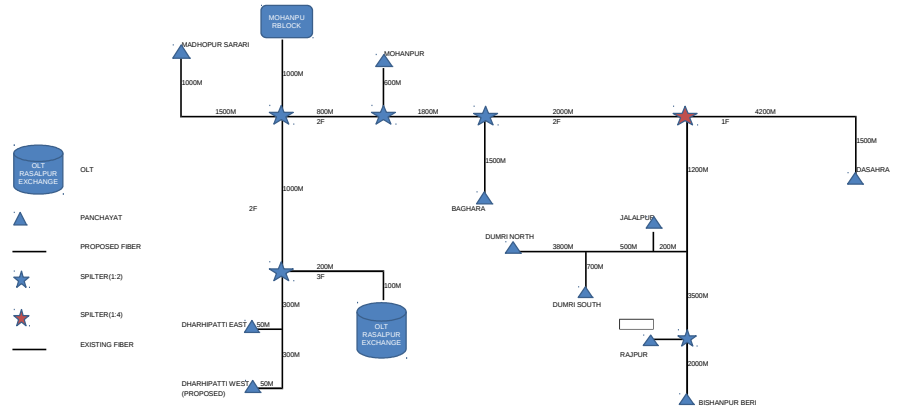 MOHANPU
RBLOCK
MADHOPUR SARARI
MOHANPUR
1000M
1000M
600M
1500M
800M
1800M
2000M
4200M
2F
2F
1F
1500M
OLT
RASALPUR
EXCHANGE
OLT
1500M
1200M
DASAHRA
1000M
2F
BAGHARA
PANCHAYAT
JALALPUR
DUMRI NORTH
PROPOSED FIBER
3800M
500M
200M
200M
700M
3F
SPILTER(1:2)
100M
3500M
300M
DUMRI SOUTH
SPILTER(1:4)
DHARHIPATTI EAST
50M
OLT
RASALPUR
EXCHANGE
EXISTING FIBER
300M
RAJPUR
2000M
DHARHIPATTI WEST
50M
(PROPOSED)
BISHANPUR BERI